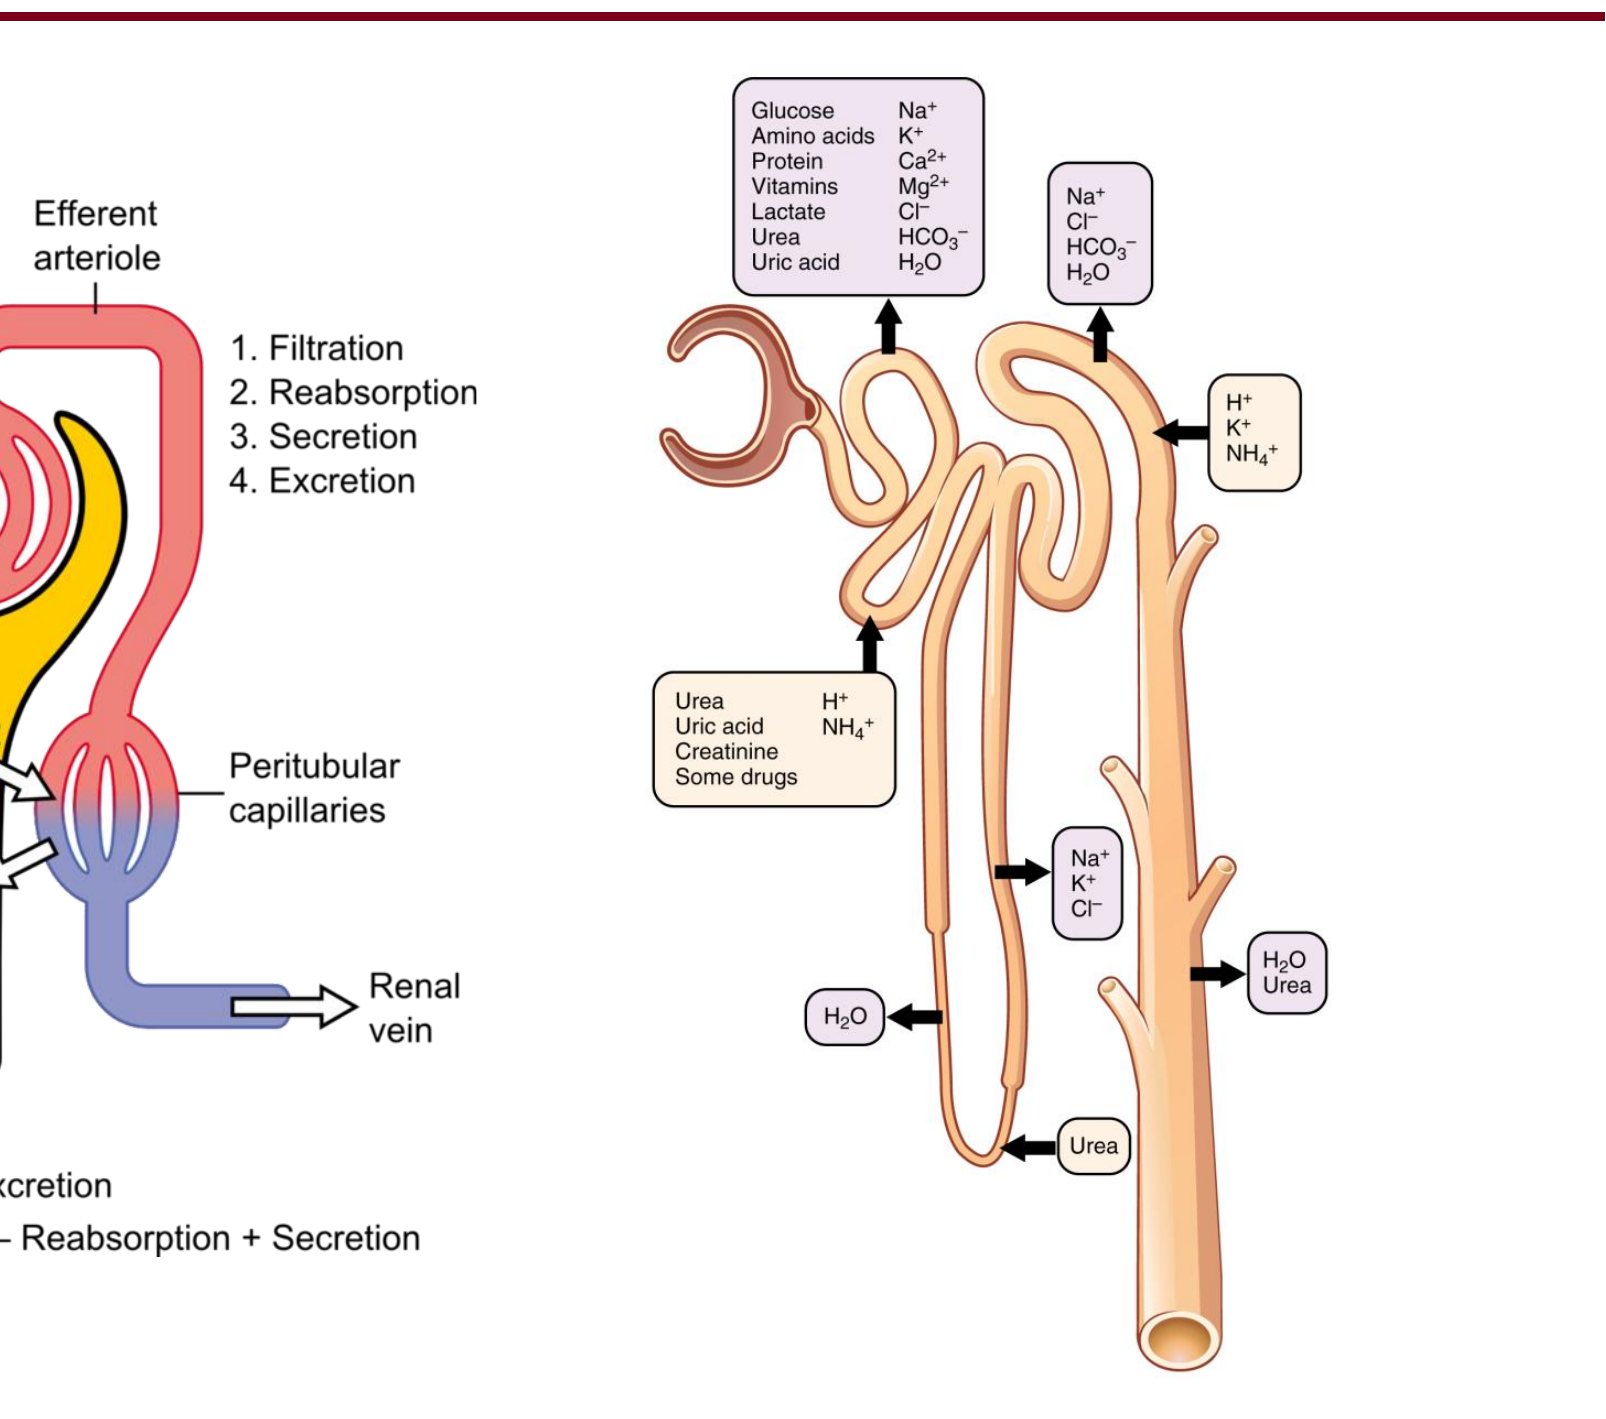 Efferent
arteriole
1. Filtration
2. Reabsorption
3. Secretion
4. Excretion
Peritubular
capillaries
Renal
vein
xcretion
– Reabsorption + Secretion
Glucose Na⁺
Amino acids K⁺
Protein Ca²⁺
Vitamins Mg²⁺
Lactate Cl⁻
Urea HCO₃⁻
Uric acid H₂O
Na⁺
Cl⁻
HCO₃⁻
H₂O
H⁺
K⁺
NH₄⁺
Urea H⁺
Uric acid NH₄⁺
Creatinine
Some drugs
Na⁺
K⁺
Cl⁻
H₂O
Urea
H₂O
Urea